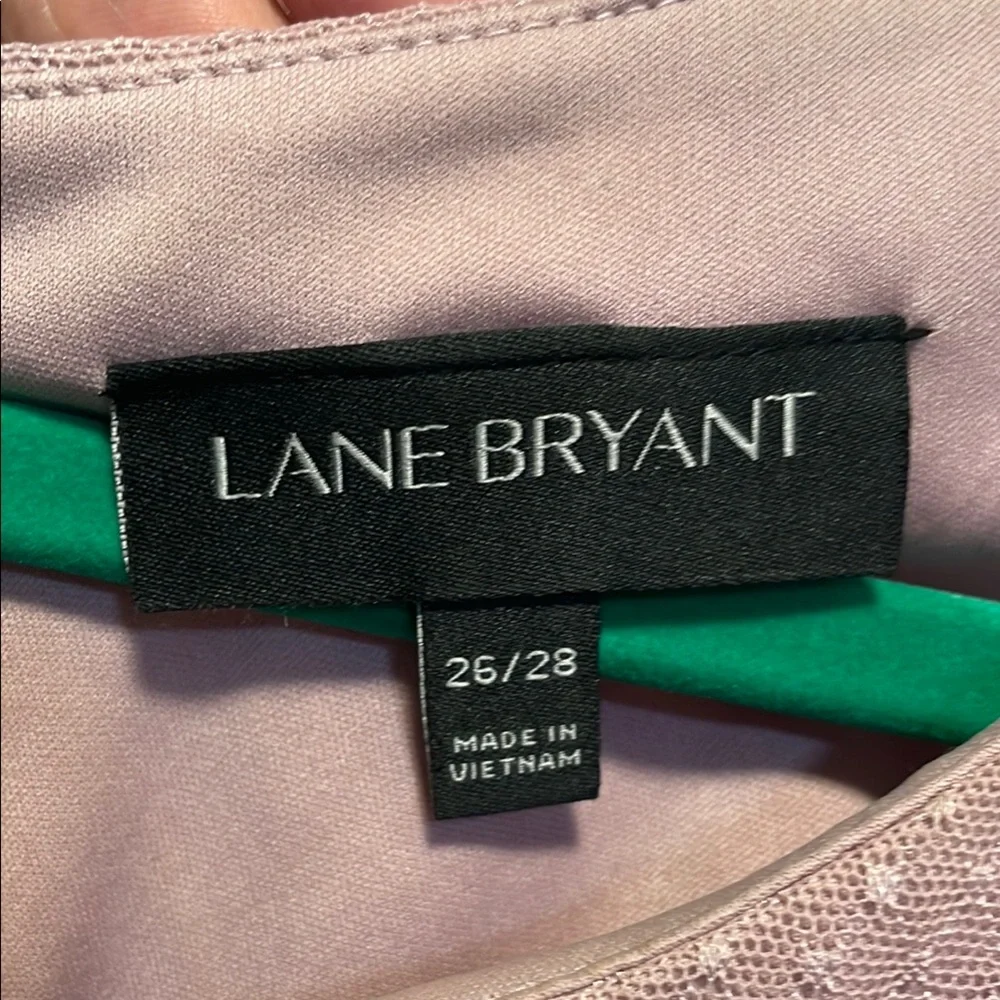 LANE BRYANT
26/28
MADE IN
VIETNAM